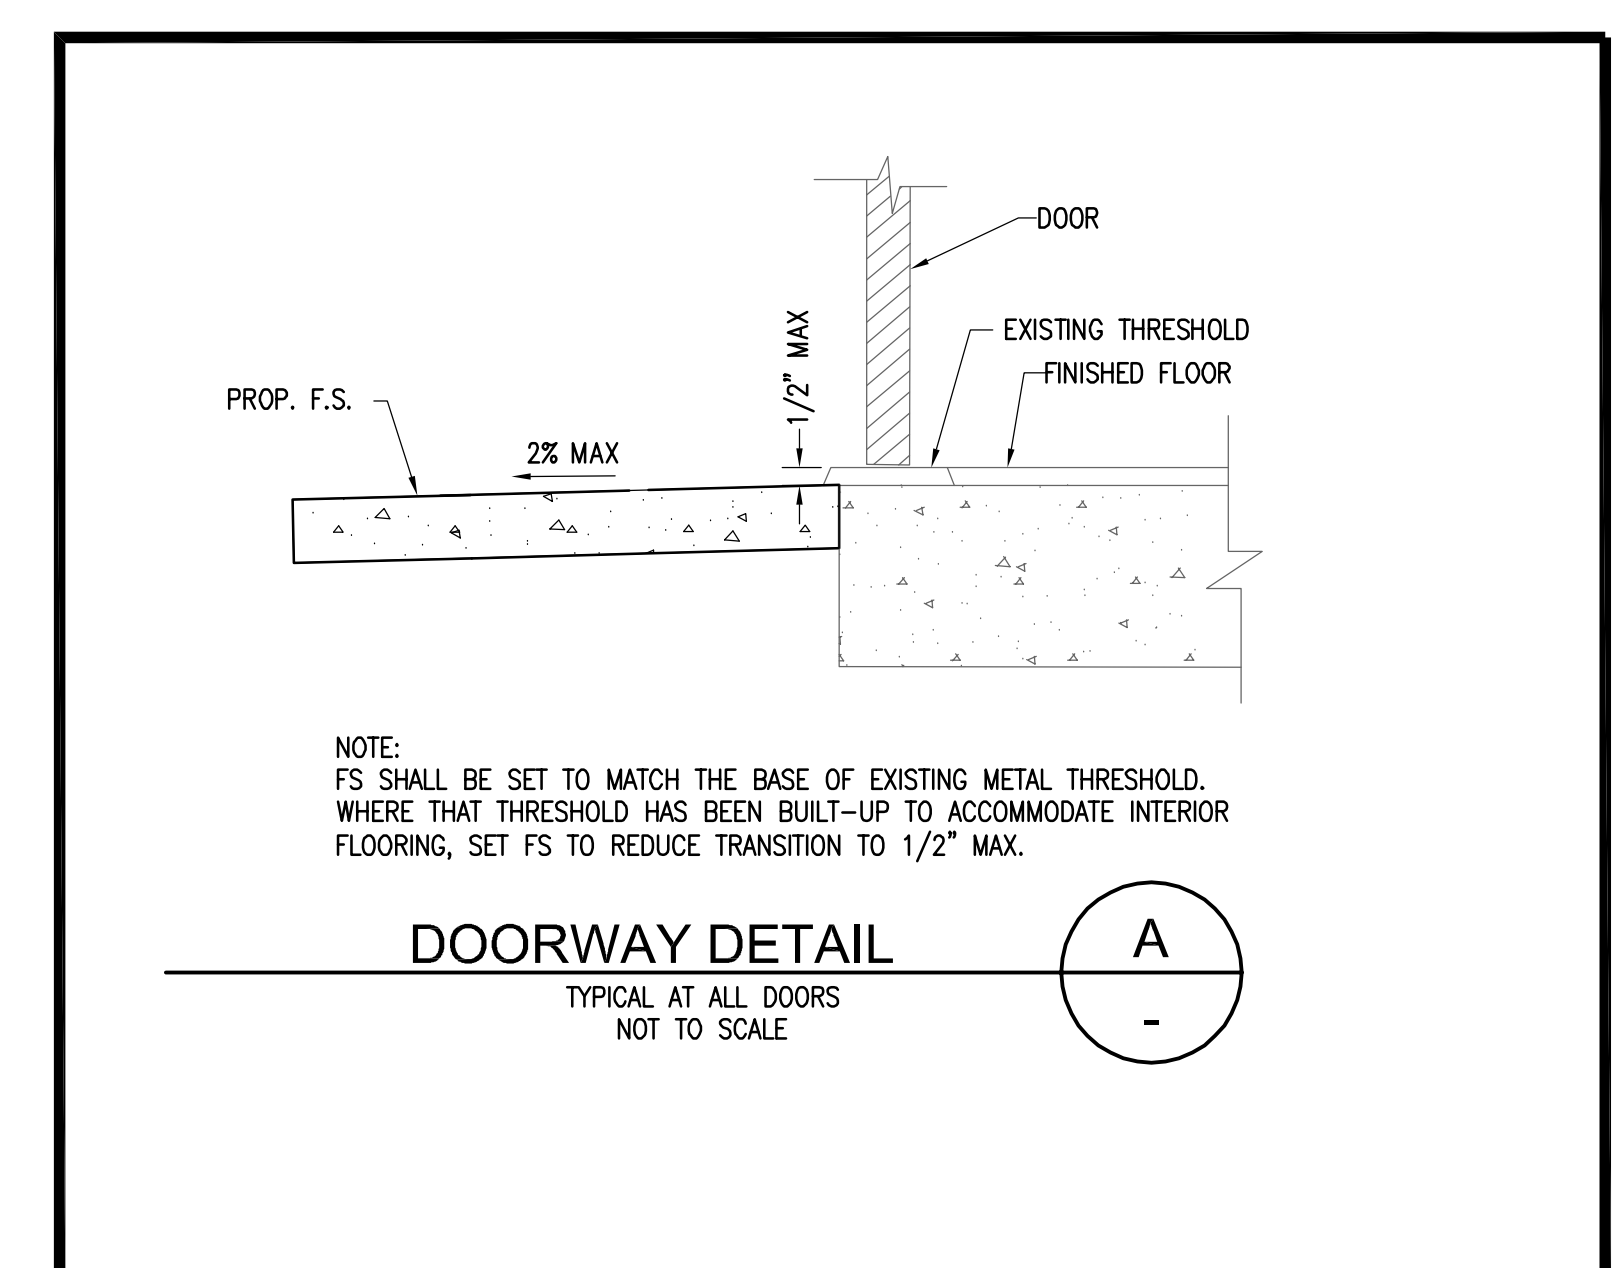 DOOR
1/2" MAX
EXISTING THRESHOLD
FINISHED FLOOR
PROP. F.S.
2% MAX
NOTE:
FS SHALL BE SET TO MATCH THE BASE OF EXISTING METAL THRESHOLD.
WHERE THAT THRESHOLD HAS BEEN BUILT-UP TO ACCOMMODATE INTERIOR
FLOORING, SET FS TO REDUCE TRANSITION TO 1/2" MAX.
DOORWAY DETAIL
A
TYPICAL AT ALL DOORS
NOT TO SCALE
-